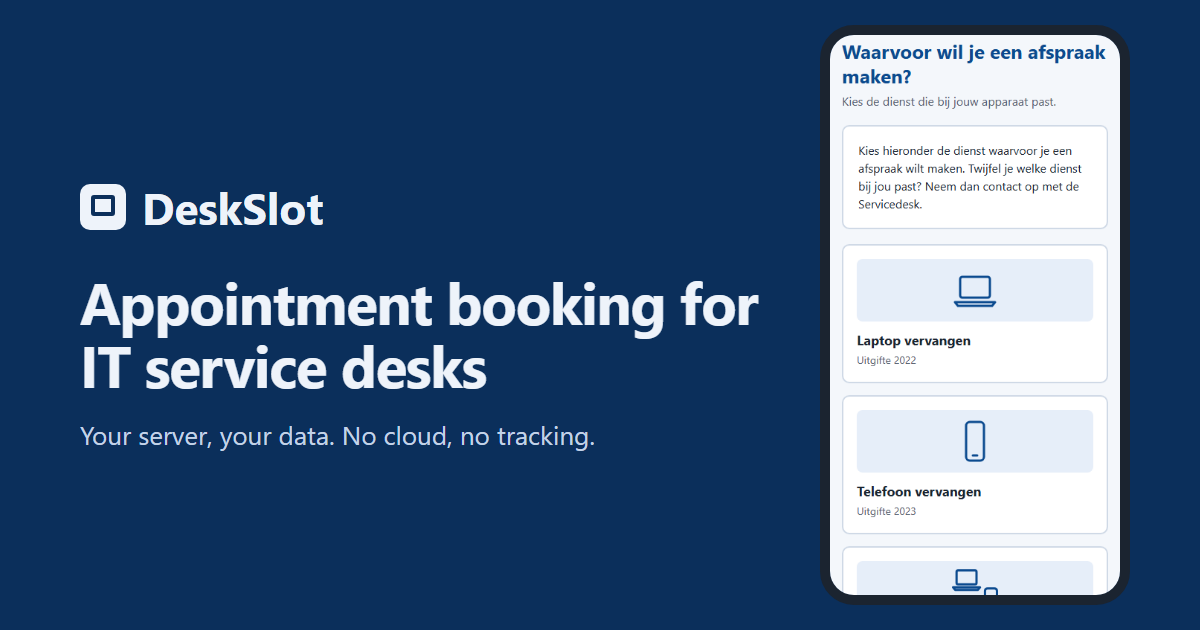 DeskSlot
Appointment booking for
IT service desks
Your server, your data. No cloud, no tracking.
Waarvoor wil je een afspraak
maken?
Kies de dienst die bij jouw apparaat past.
Kies hieronder de dienst waarvoor je een
afspraak wilt maken. Twijfel je welke dienst
bij jou past? Neem dan contact op met de
Servicedesk.
Laptop vervangen
Uitgifte 2022
Telefoon vervangen
Uitgifte 2023